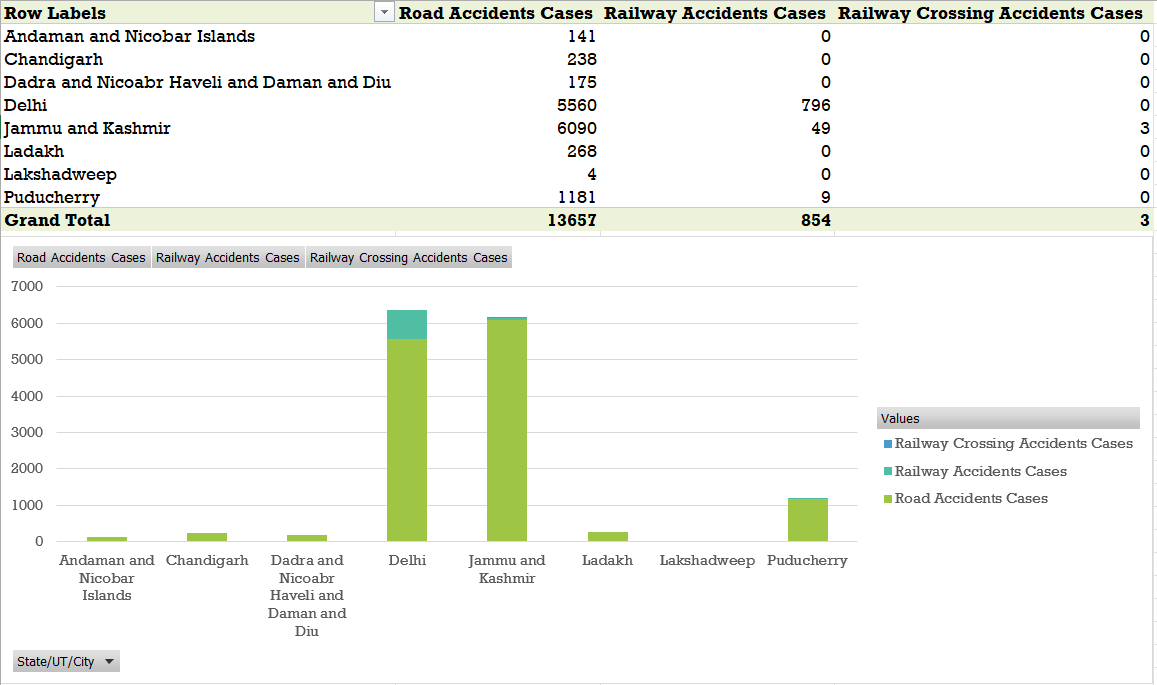 Row Labels Road Accidents Cases Railway Accidents Cases Railway Crossing Accidents Cases
Andaman and Nicobar Islands 141 0 0
Chandigarh 238 0 0
Dadra and Nicoabr Haveli and Daman and Diu 175 0 0
Delhi 5560 796 0
Jammu and Kashmir 6090 49 3
Ladakh 268 0 0
Lakshadweep 4 0 0
Puducherry 1181 9 0
Grand Total 13657 854 3
Road Accidents Cases Railway Accidents Cases Railway Crossing Accidents Cases
7000
6000
5000
4000
3000
2000
1000
0
Andaman and
Nicobar
Islands
Chandigarh
Dadra and
Nicoabr
Haveli and
Daman and
Diu
Delhi
Jammu and
Kashmir
Ladakh
Lakshadweep
Puducherry
Values
Railway Crossing Accidents Cases
Railway Accidents Cases
Road Accidents Cases
State/UT/City